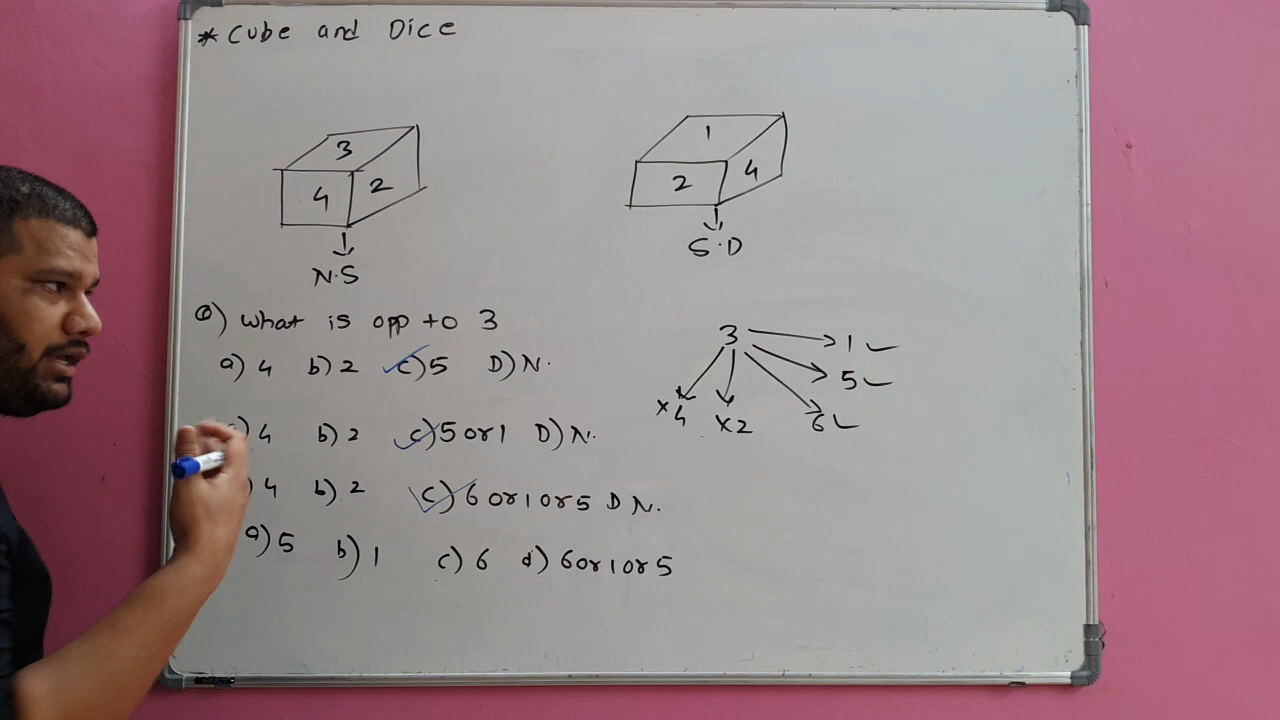 * Cube and Dice
3
4 2
N.S
1
2 4
S.D
Q) What is opp to 3
a) 4 b) 2 c) 5 D) N.
) 4 b) 2 c) 5 or 1 D) N.
) 4 b) 2 c) 6 or 1 or 5 D N.
a) 5 b) 1 c) 6 d) 6 or 1 or 5
3 → 1 ✓
5 ✓
6 ✓
x4 x2